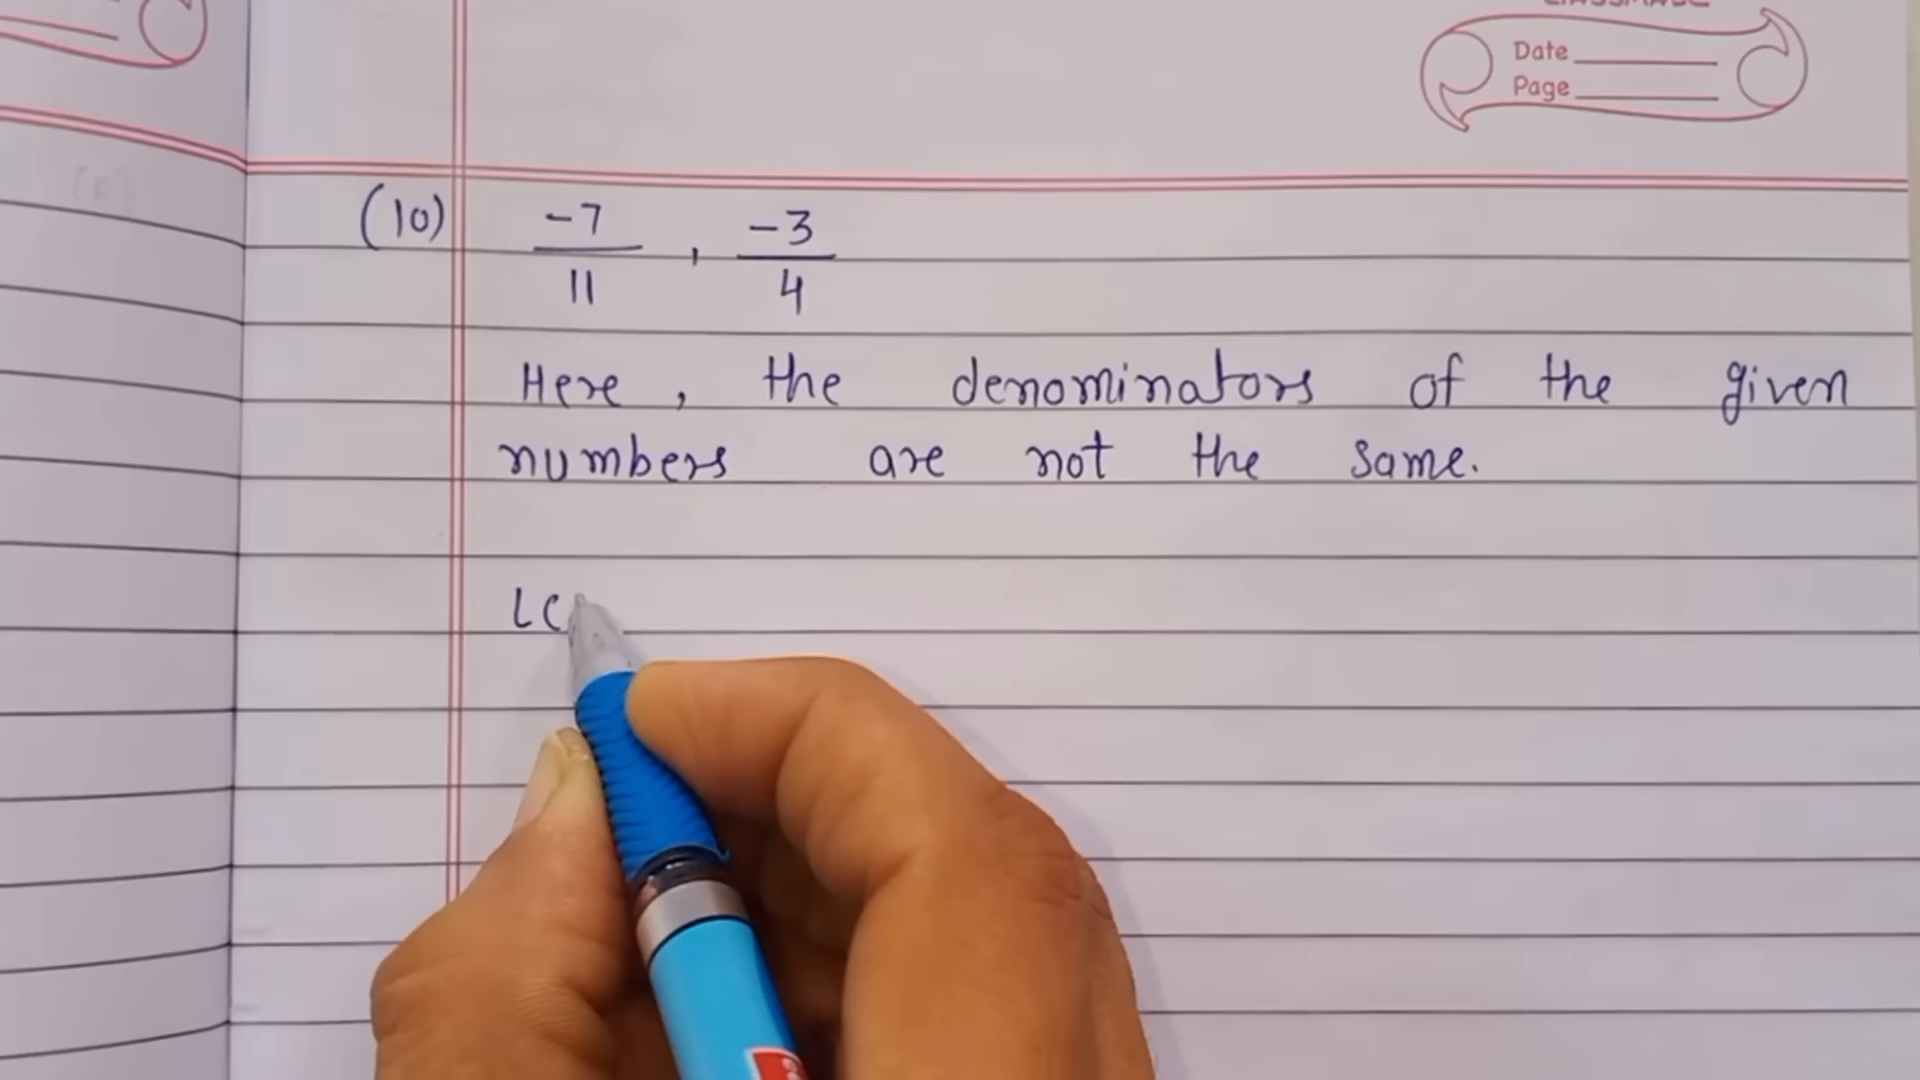 Date
Page
(10) -7/11 , -3/4
Here, the denominators of the given
numbers are not the same.
LC